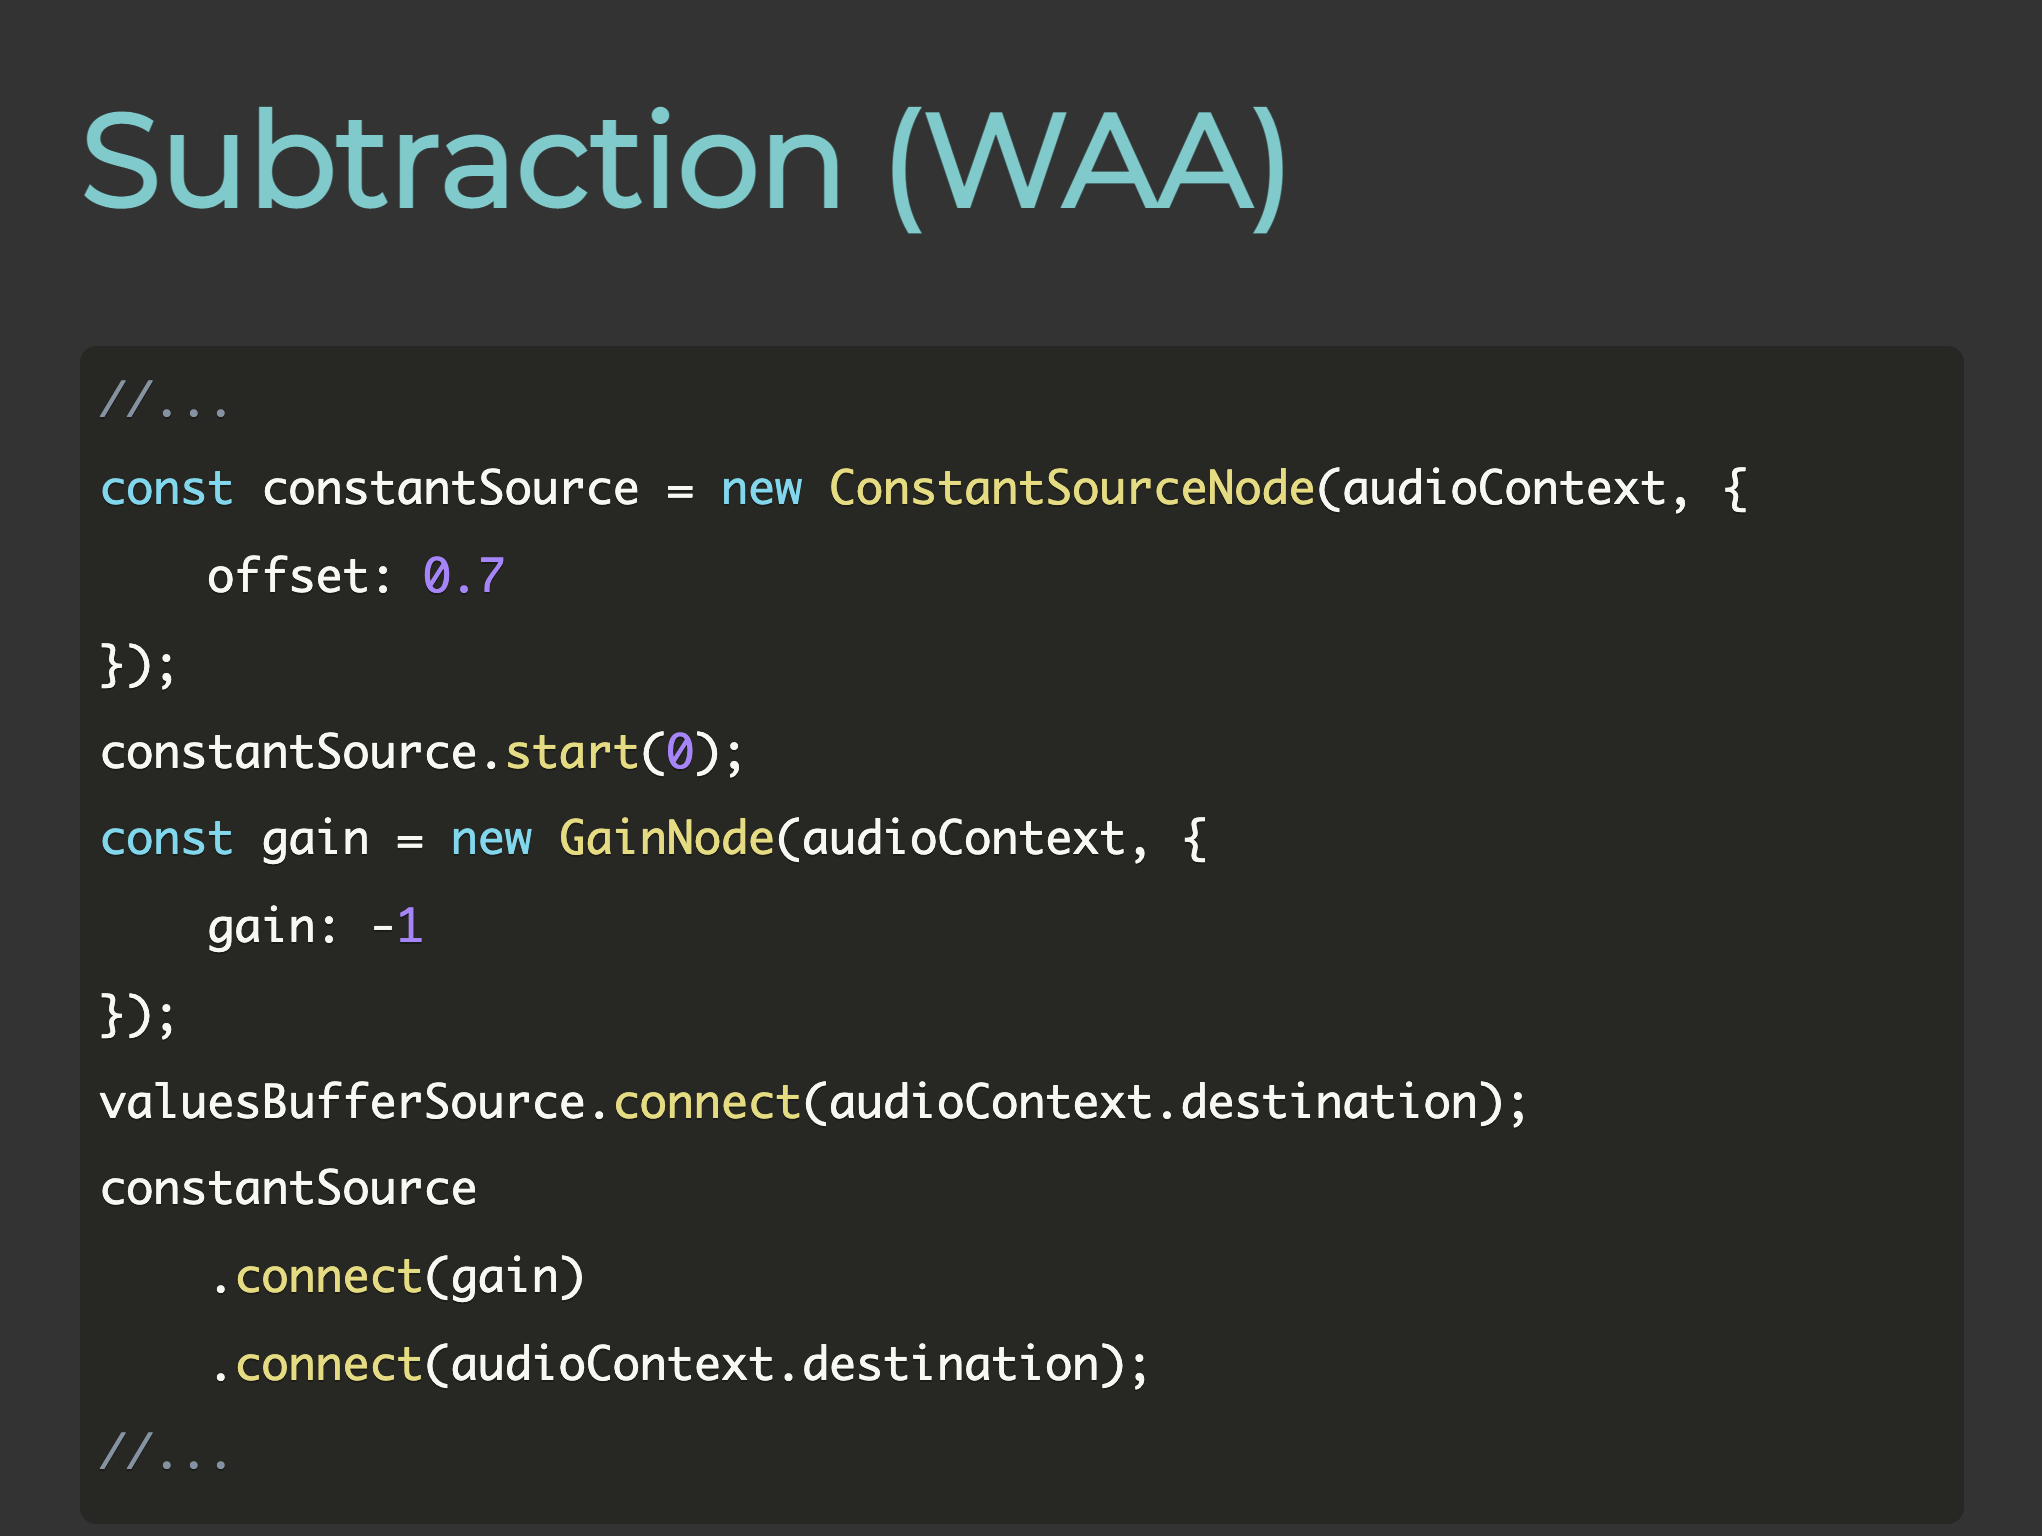 Subtraction (WAA)
//...
const constantSource = new ConstantSourceNode(audioContext, {
    offset: 0.7
});
constantSource.start(0);
const gain = new GainNode(audioContext, {
    gain: -1
});
valuesBufferSource.connect(audioContext.destination);
constantSource
    .connect(gain)
    .connect(audioContext.destination);
//...